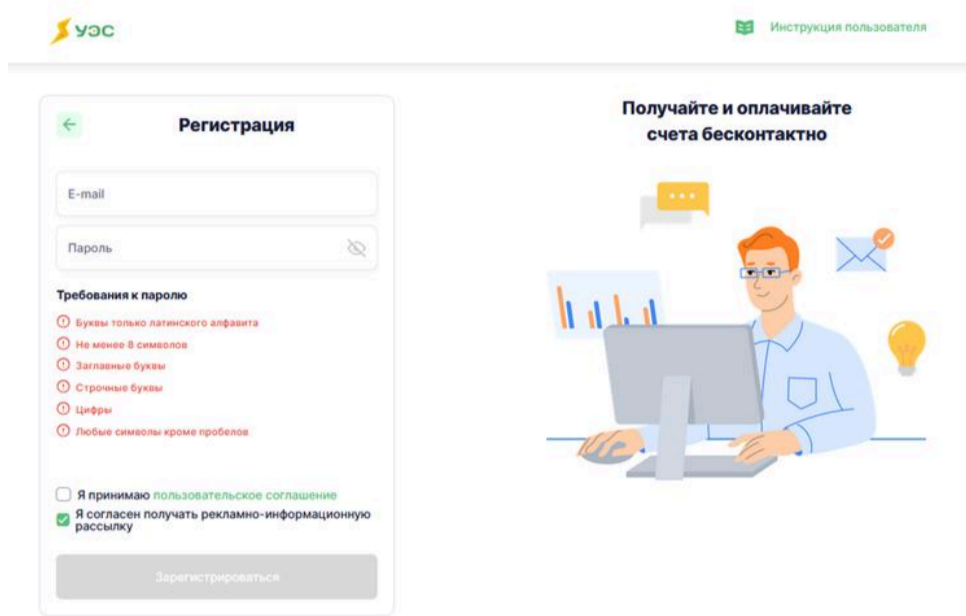 УЭС
Инструкция пользователя
Регистрация
E-mail
Пароль
Требования к паролю
Буквы только латинского алфавита
Не менее 8 символов
Заглавные буквы
Строчные буквы
Цифры
Любые символы кроме пробелов
Я принимаю пользовательское соглашение
Я согласен получать рекламно-информационную
рассылку
Зарегистрироваться
Получайте и оплачивайте
счета бесконтактно